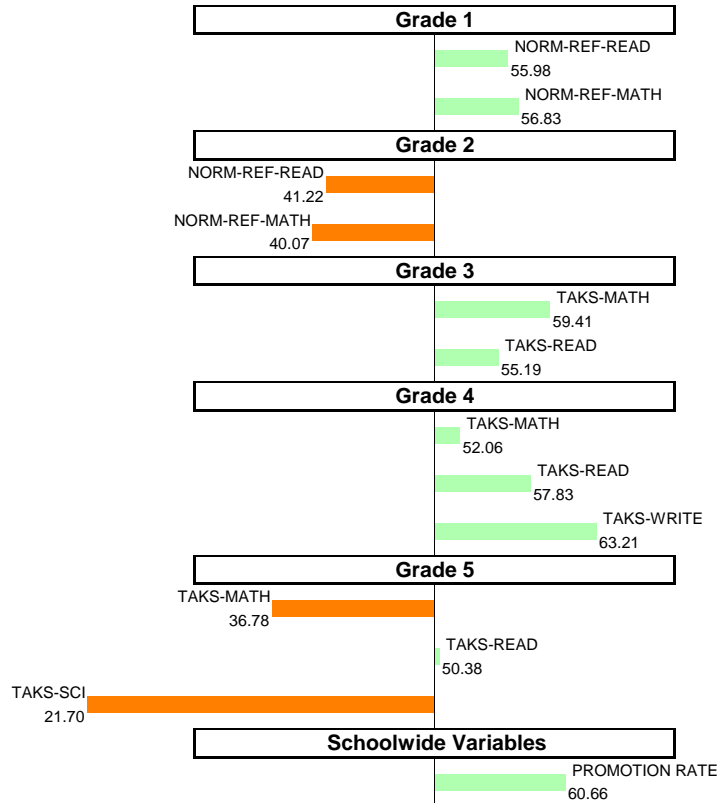 Grade 1
NORM-REF-READ
55.98
NORM-REF-MATH
56.83
Grade 2
NORM-REF-READ
41.22
NORM-REF-MATH
40.07
Grade 3
TAKS-MATH
59.41
TAKS-READ
55.19
Grade 4
TAKS-MATH
52.06
TAKS-READ
57.83
TAKS-WRITE
63.21
Grade 5
TAKS-MATH
36.78
TAKS-READ
50.38
TAKS-SCI
21.70
Schoolwide Variables
PROMOTION RATE
60.66